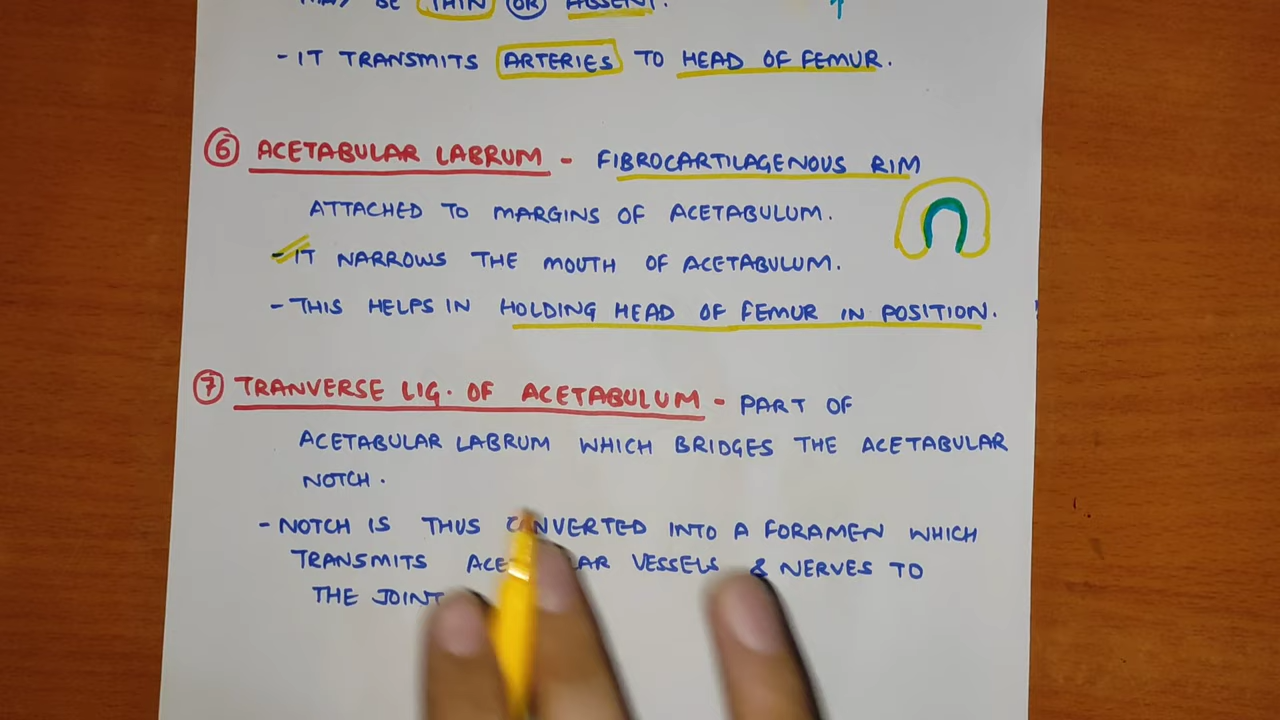 THIN OR ABSENT.
- IT TRANSMITS ARTERIES TO HEAD OF FEMUR.
6 ACETABULAR LABRUM - FIBROCARTILAGENOUS RIM
ATTACHED TO MARGINS OF ACETABULUM.
- IT NARROWS THE MOUTH OF ACETABULUM.
- THIS HELPS IN HOLDING HEAD OF FEMUR IN POSITION.
7 TRANVERSE LIG. OF ACETABULUM - PART OF
ACETABULAR LABRUM WHICH BRIDGES THE ACETABULAR
NOTCH.
- NOTCH IS THUS CONVERTED INTO A FORAMEN WHICH
TRANSMITS VESSELS & NERVES TO
THE JOINT